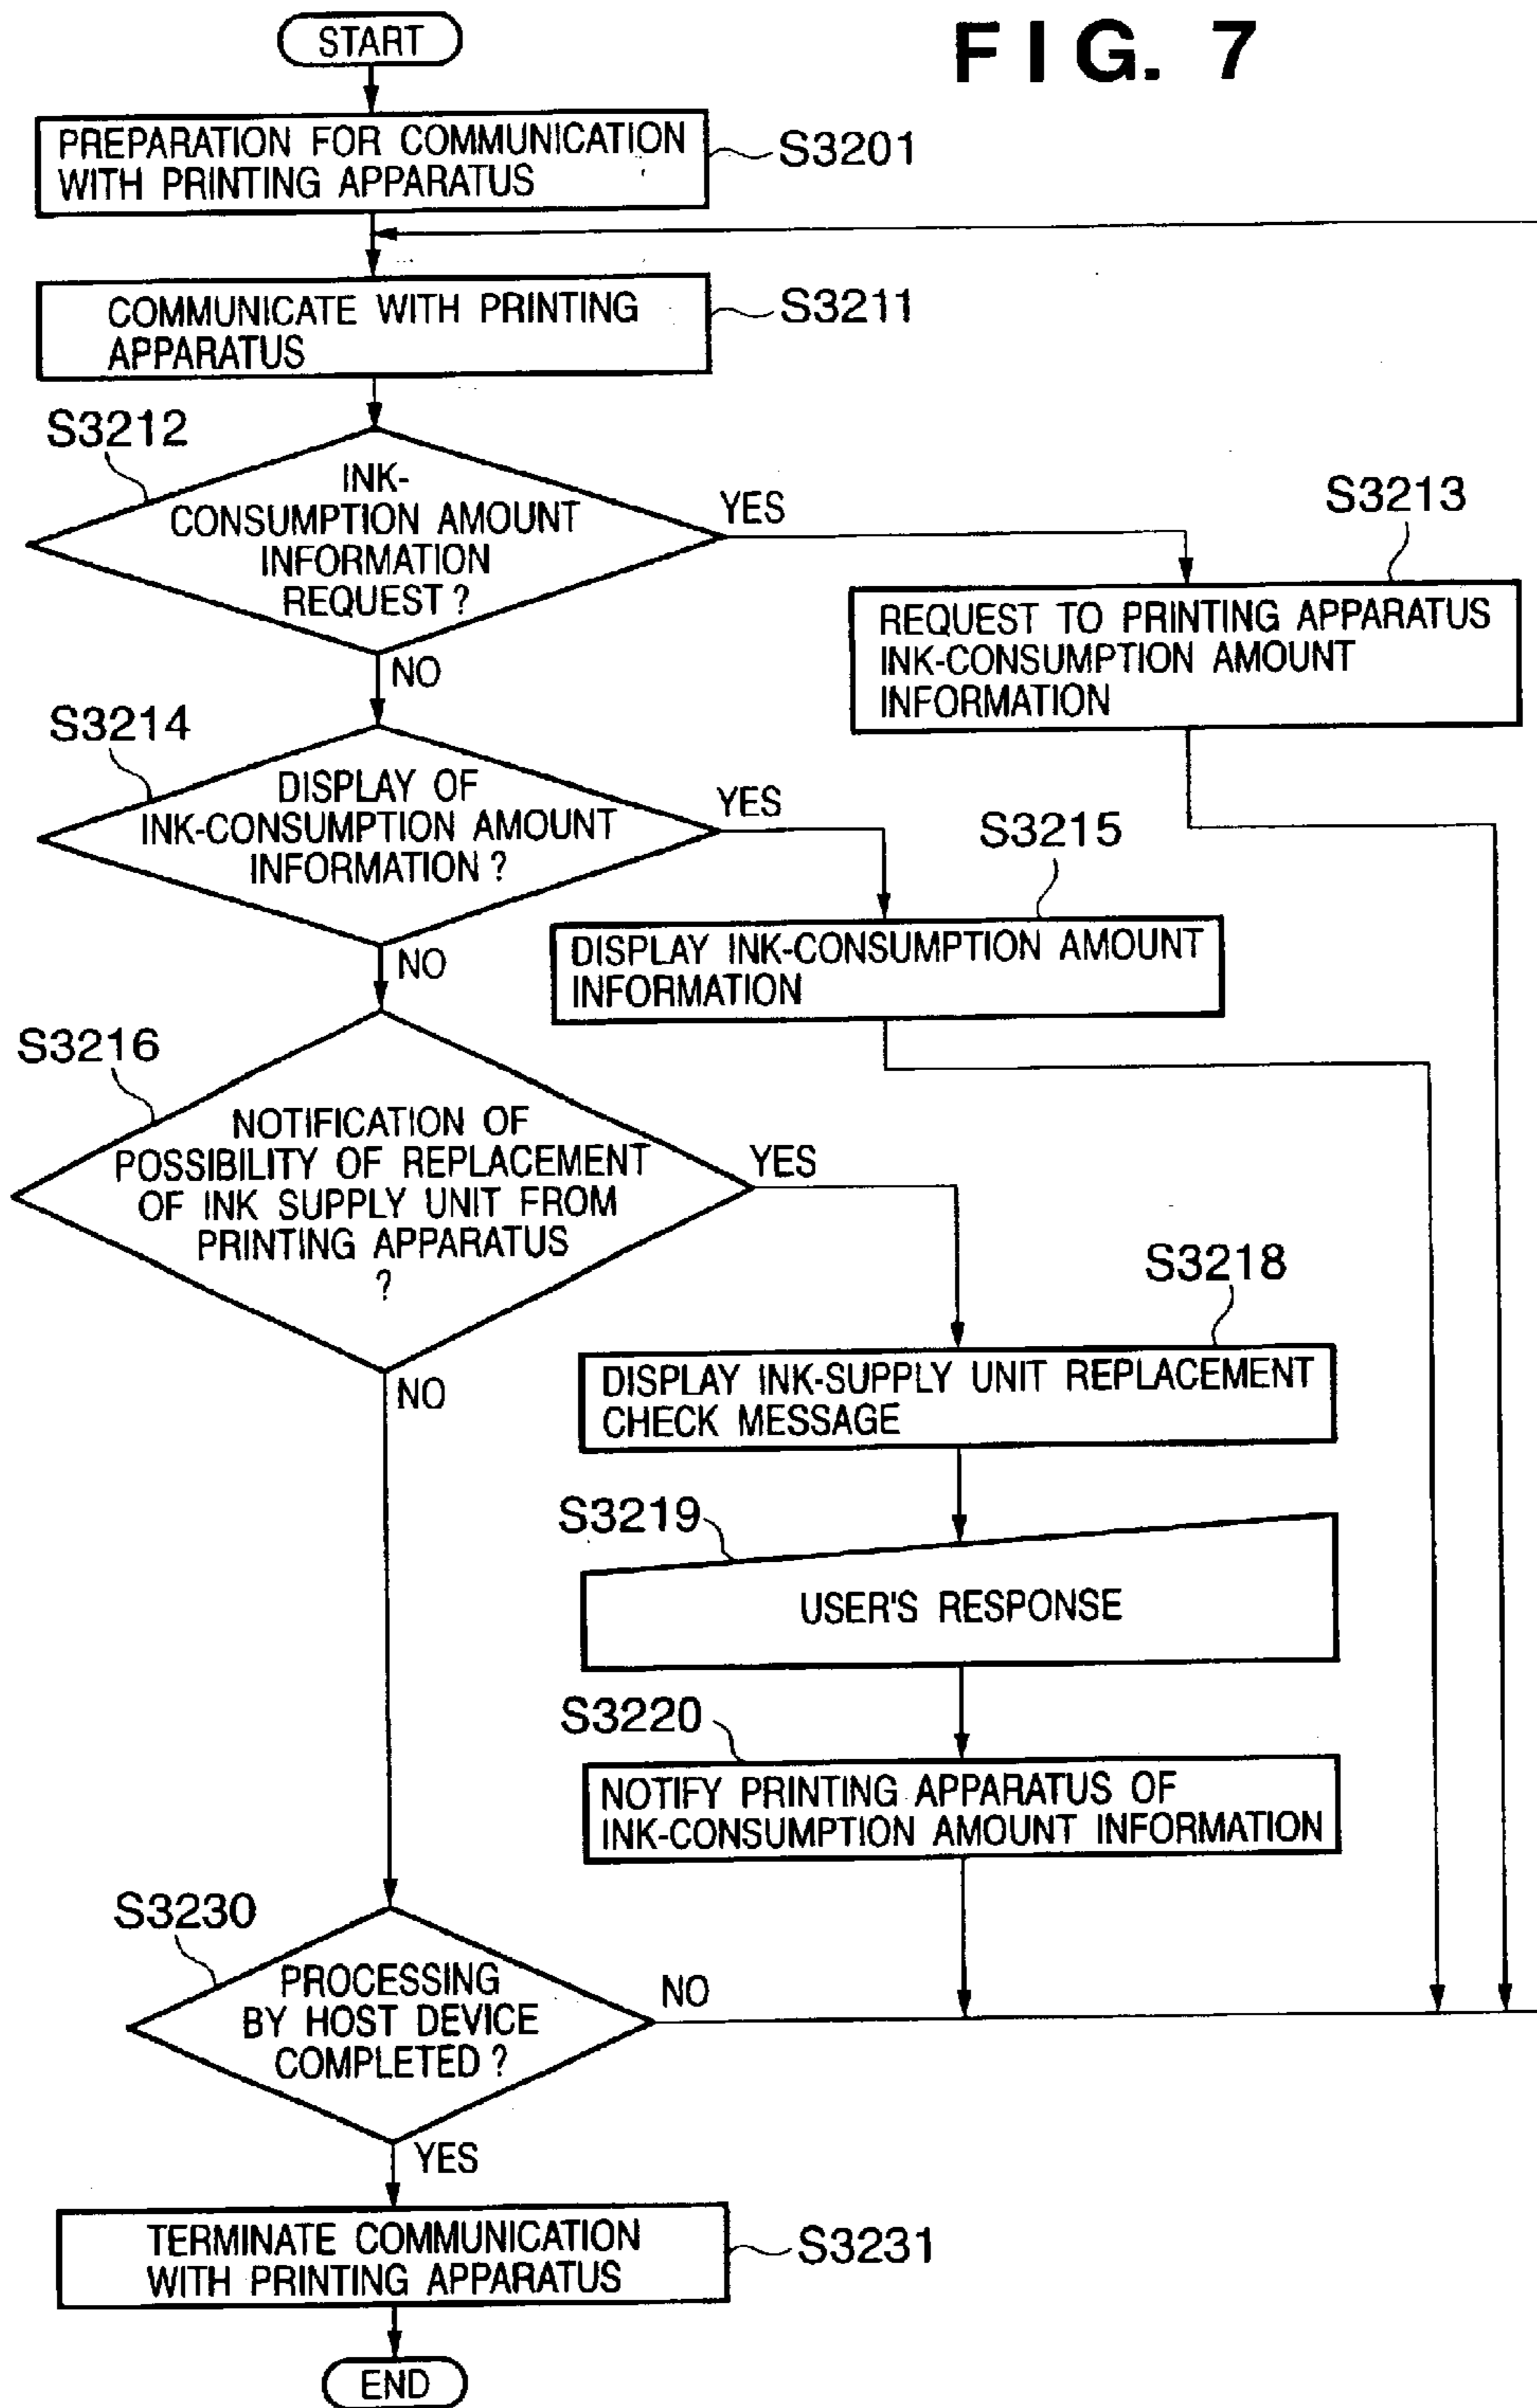 START
FIG. 7
PREPARATION FOR COMMUNICATION
WITH PRINTING APPARATUS
S3201
COMMUNICATE WITH PRINTING
APPARATUS
S3211
S3212
INK-
CONSUMPTION AMOUNT
INFORMATION
REQUEST ?
YES
NO
S3213
REQUEST TO PRINTING APPARATUS
INK-CONSUMPTION AMOUNT
INFORMATION
S3214
DISPLAY OF
INK-CONSUMPTION AMOUNT
INFORMATION ?
YES
NO
S3215
DISPLAY INK-CONSUMPTION AMOUNT
INFORMATION
S3216
NOTIFICATION OF
POSSIBILITY OF REPLACEMENT
OF INK SUPPLY UNIT FROM
PRINTING APPARATUS
?
YES
NO
S3218
DISPLAY INK-SUPPLY UNIT REPLACEMENT
CHECK MESSAGE
S3219
USER'S RESPONSE
S3220
NOTIFY PRINTING APPARATUS OF
INK-CONSUMPTION AMOUNT INFORMATION
S3230
PROCESSING
BY HOST DEVICE
COMPLETED ?
NO
YES
TERMINATE COMMUNICATION
WITH PRINTING APPARATUS
S3231
END